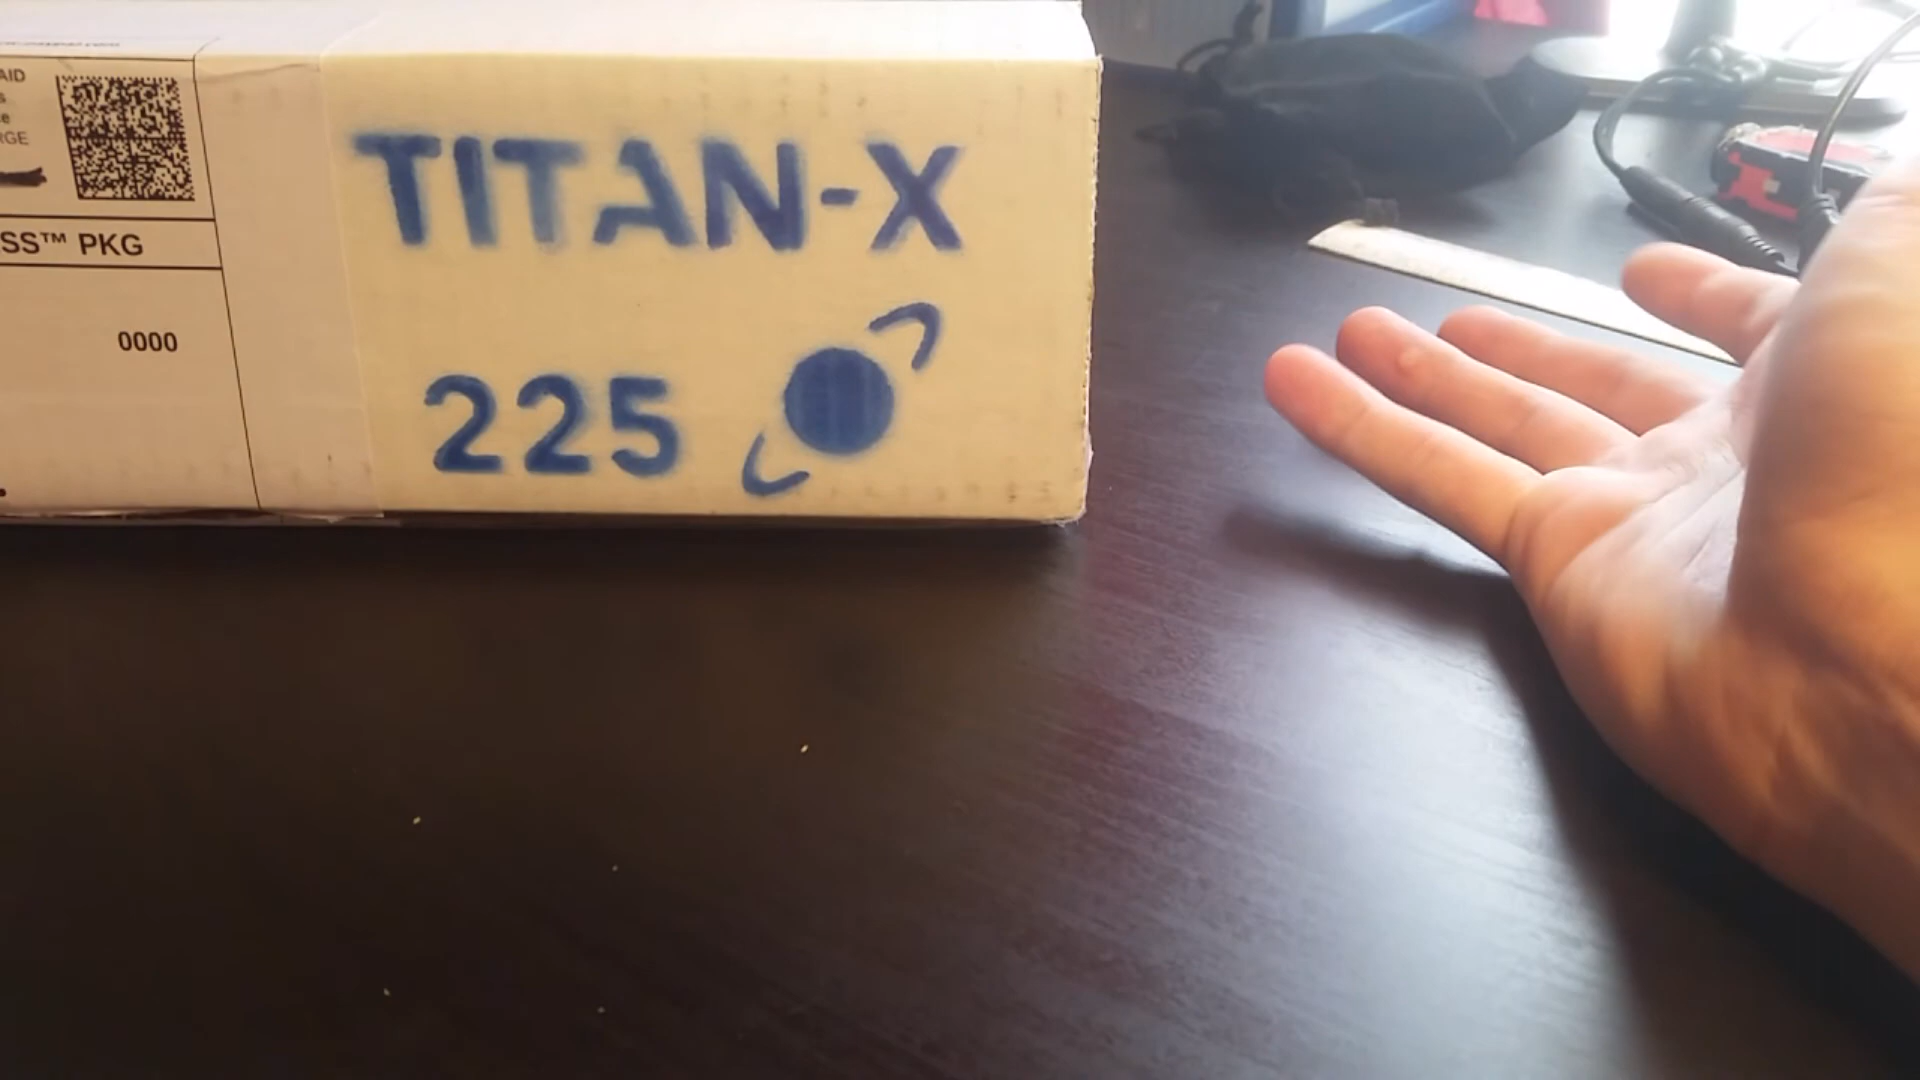 AID
s
e
RGE
SS™ PKG
0000
TITAN-X
225